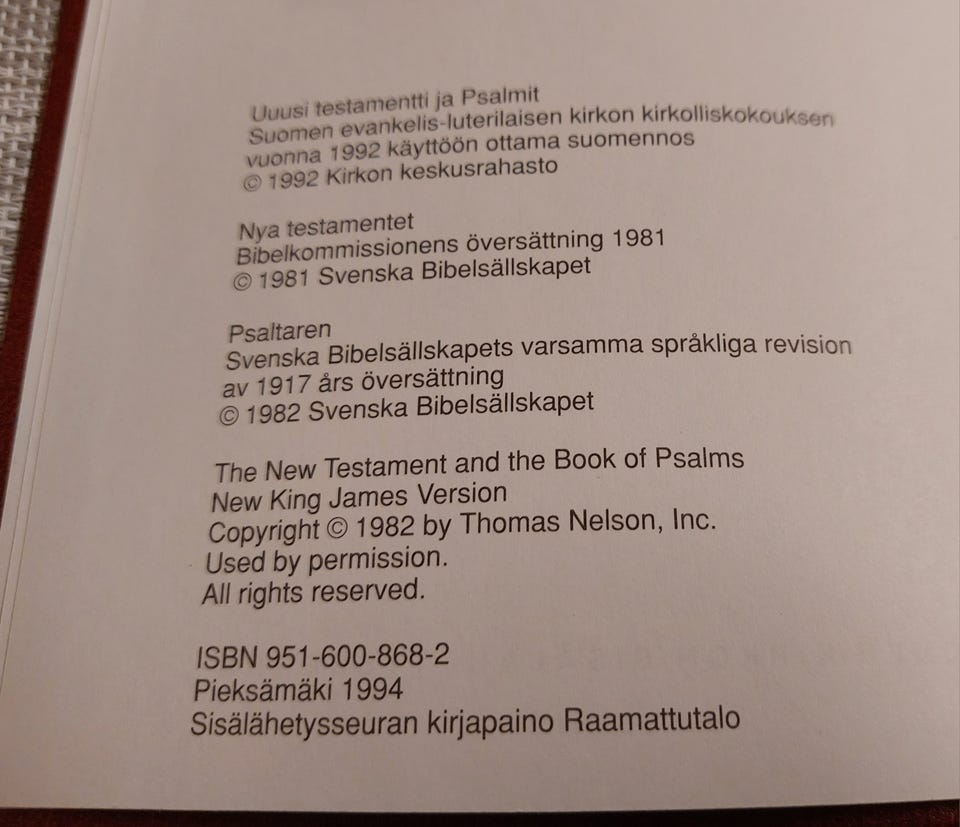 Uuusi testamentti ja Psalmit
Suomen evankelis-luterilaisen kirkon kirkolliskokouksen
vuonna 1992 käyttöön ottama suomennos
© 1992 Kirkon keskusrahasto
Nya testamentet
Bibelkommissionens översättning 1981
© 1981 Svenska Bibelsällskapet
Psaltaren
Svenska Bibelsällskapets varsamma språkliga revision
av 1917 års översättning
© 1982 Svenska Bibelsällskapet
The New Testament and the Book of Psalms
New King James Version
Copyright © 1982 by Thomas Nelson, Inc.
Used by permission.
All rights reserved.
ISBN 951-600-868-2
Pieksämäki 1994
Sisälähetysseuran kirjapaino Raamattutalo